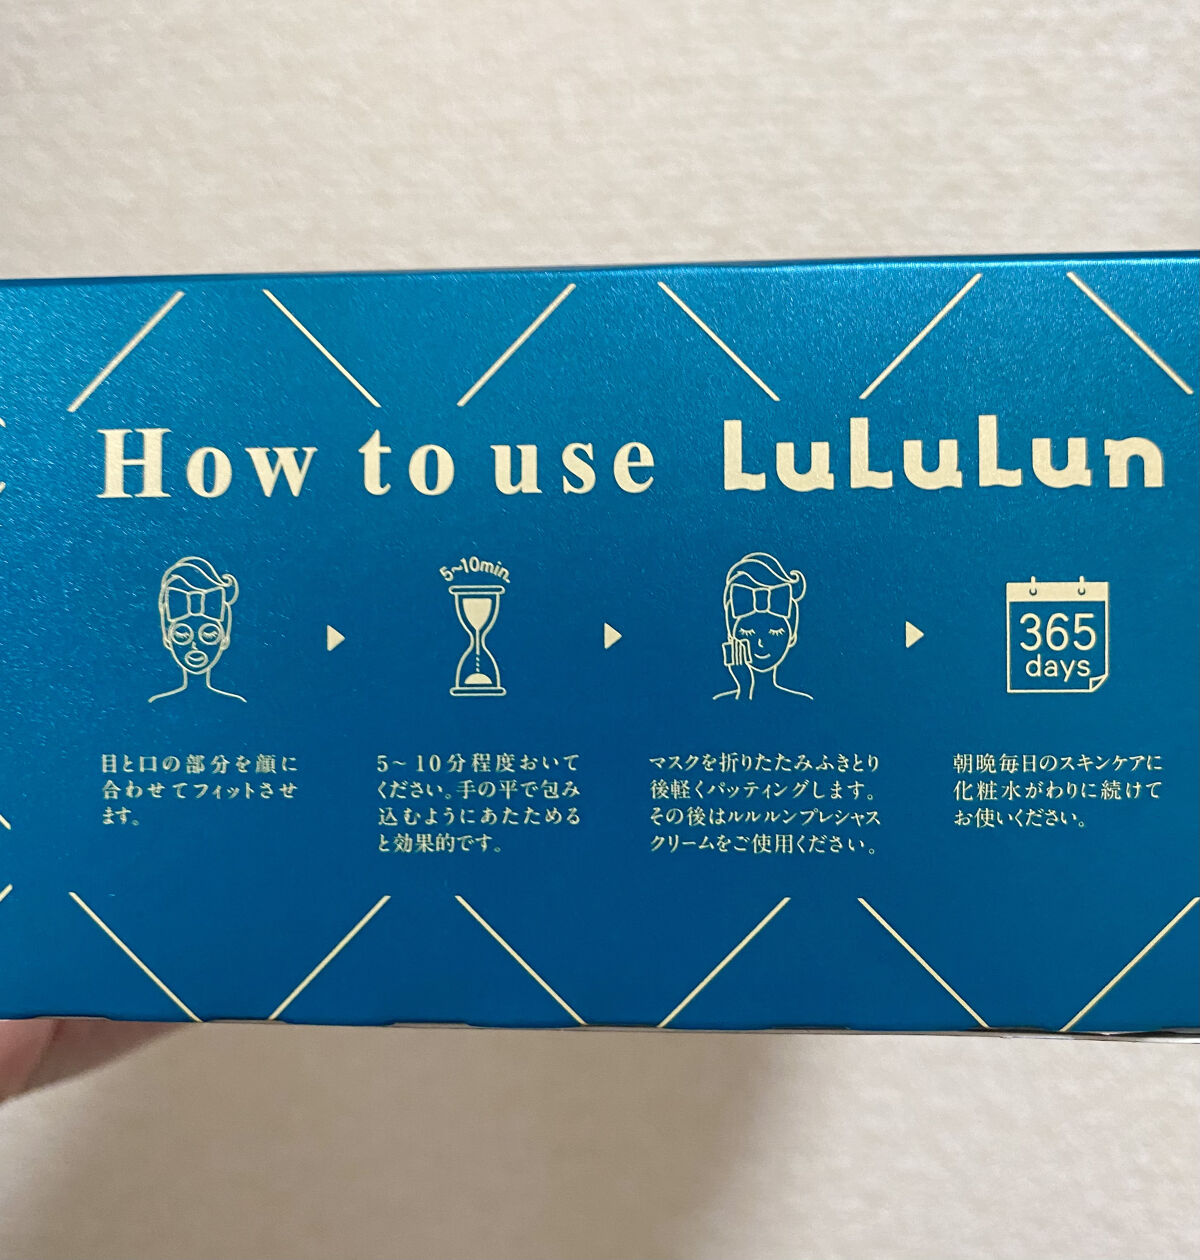 How to use LuLuLun
5~10min.
365
days
目と口の部分を顔に
合わせてフィットさせ
ます。
5〜10分程度おいて
ください。手の平で包み
込むようにあたためる
と効果的です。
マスクを折りたたみふきとり
後軽くパッティングします。
その後はルルルンプレシャス
クリームをご使用ください。
朝晩毎日のスキンケアに
化粧水がわりに続けて
お使いください。